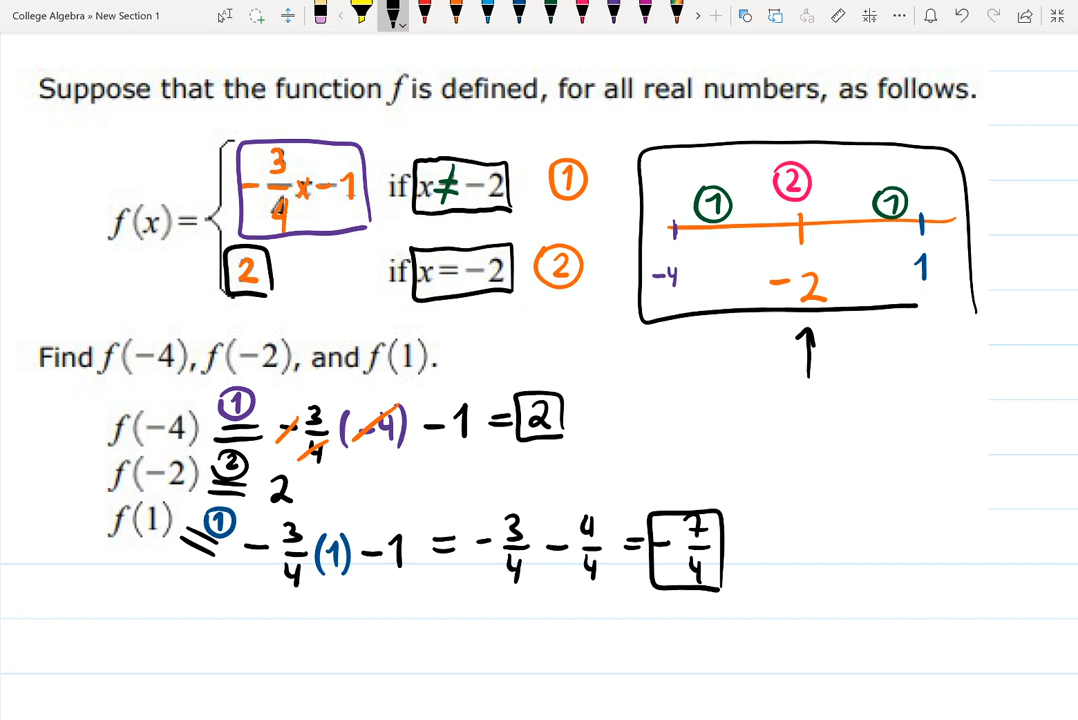 College Algebra » New Section 1
Suppose that the function f is defined, for all real numbers, as follows.
f(x) = { -3/4 x - 1 if x ≠ -2 ①
2 if x = -2 ②
① ② ①
-4 -2 1
Find f(-4), f(-2), and f(1).
f(-4) ① = -3/4 (-4) - 1 = 2
f(-2) ② = 2
f(1) ① = -3/4 (1) - 1 = -3/4 - 4/4 = -7/4